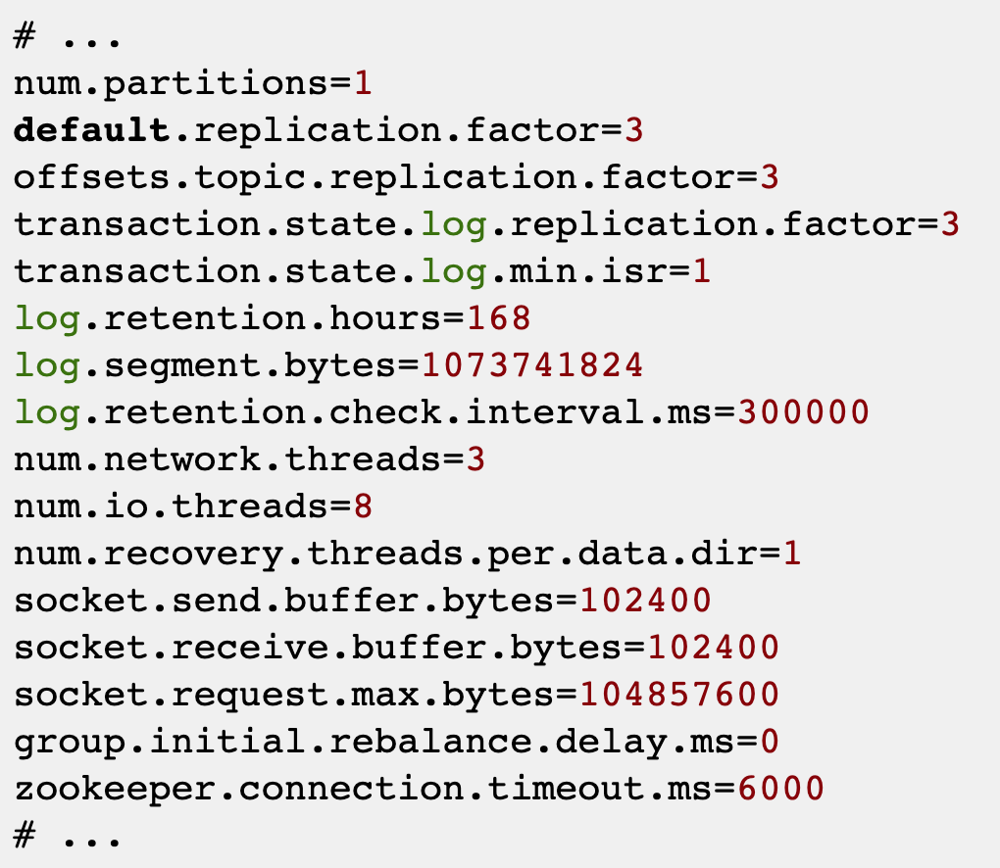 # ...
num.partitions=1
default.replication.factor=3
offsets.topic.replication.factor=3
transaction.state.log.replication.factor=3
transaction.state.log.min.isr=1
log.retention.hours=168
log.segment.bytes=1073741824
log.retention.check.interval.ms=300000
num.network.threads=3
num.io.threads=8
num.recovery.threads.per.data.dir=1
socket.send.buffer.bytes=102400
socket.receive.buffer.bytes=102400
socket.request.max.bytes=104857600
group.initial.rebalance.delay.ms=0
zookeeper.connection.timeout.ms=6000
# ...